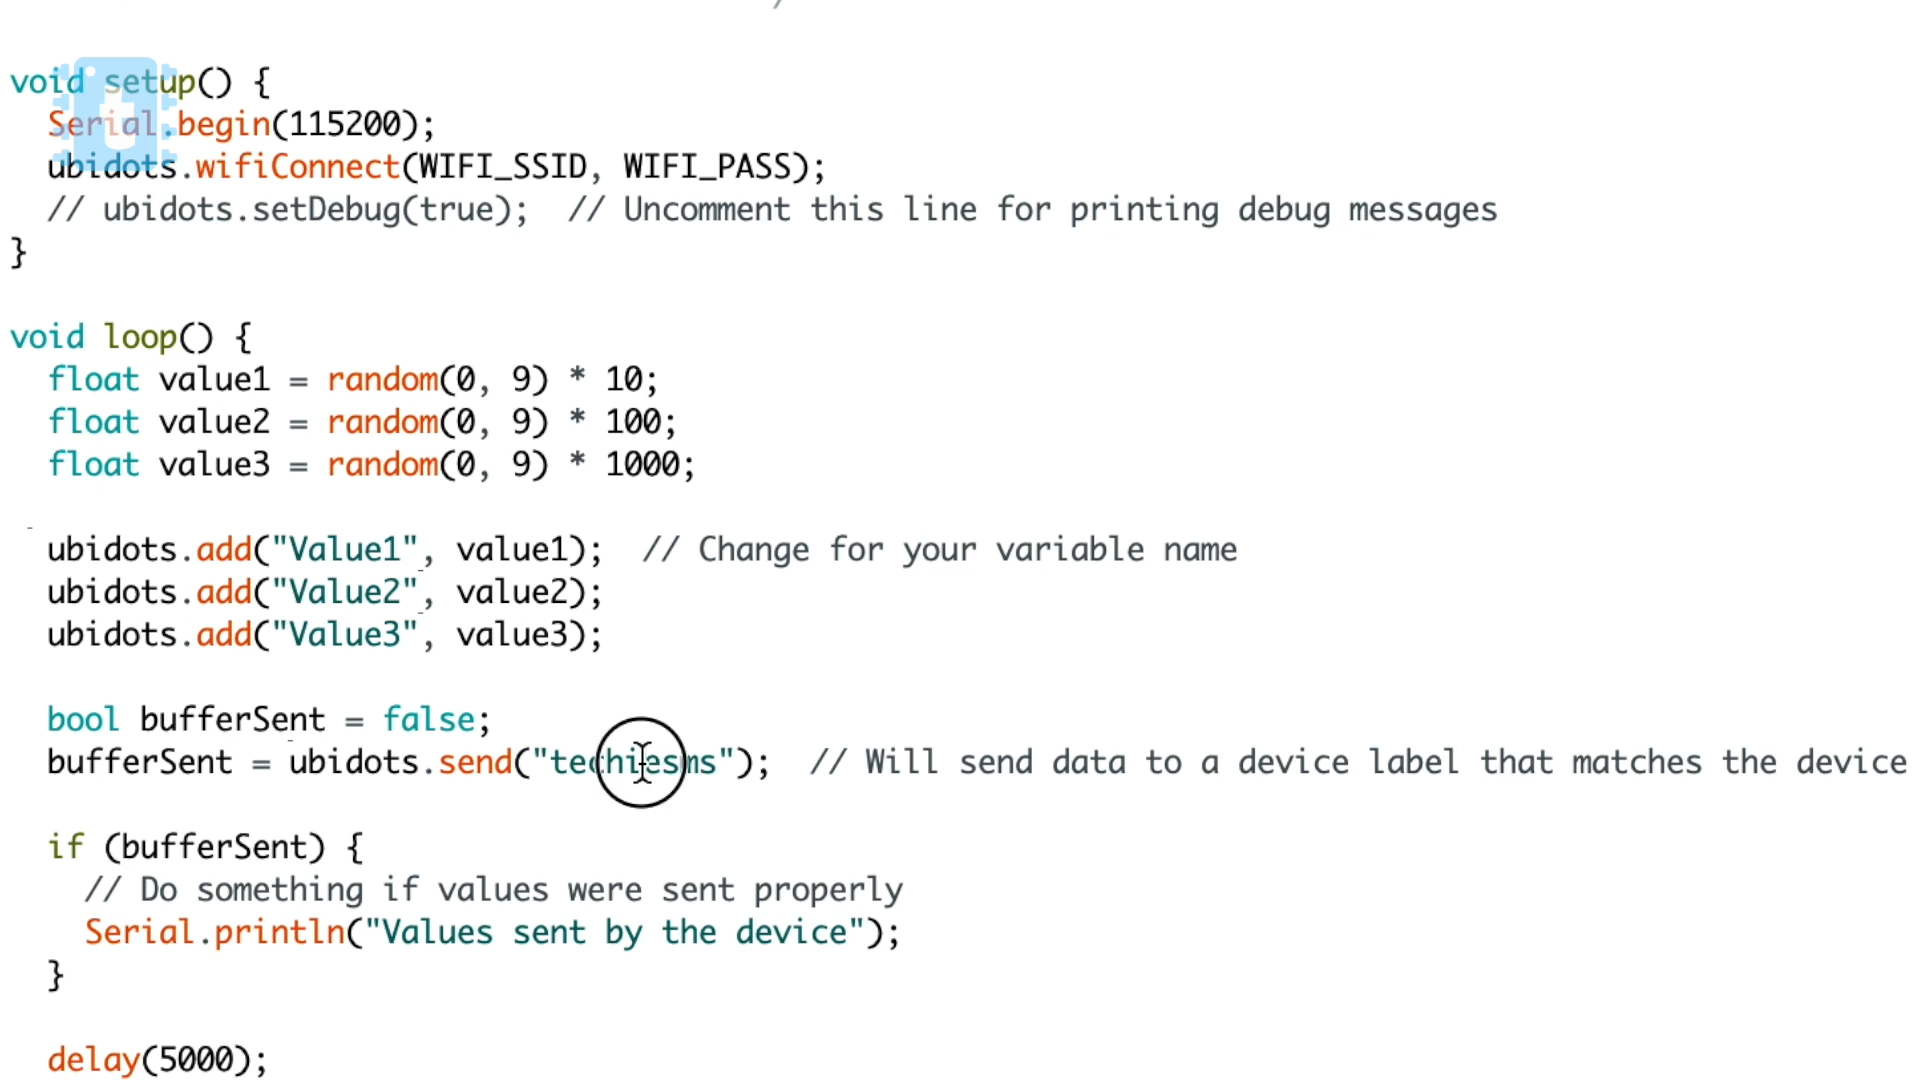 void setup() {
  Serial.begin(115200);
  ubidots.wifiConnect(WIFI_SSID, WIFI_PASS);
  // ubidots.setDebug(true);  // Uncomment this line for printing debug messages
}
void loop() {
  float value1 = random(0, 9) * 10;
  float value2 = random(0, 9) * 100;
  float value3 = random(0, 9) * 1000;
  ubidots.add("Value1", value1);  // Change for your variable name
  ubidots.add("Value2", value2);
  ubidots.add("Value3", value3);
  bool bufferSent = false;
  bufferSent = ubidots.send("techiesms");  // Will send data to a device label that matches the device
  if (bufferSent) {
    // Do something if values were sent properly
    Serial.println("Values sent by the device");
  }
  delay(5000);